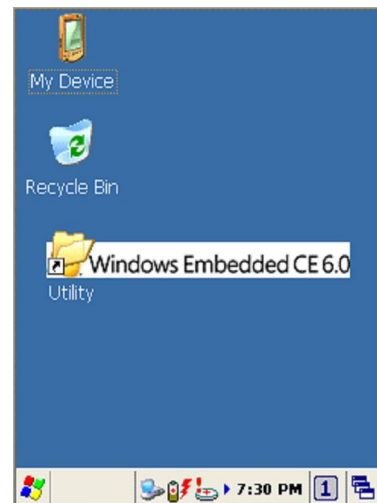 My Device
Recycle Bin
Windows Embedded CE 6.0
Utility
7:30 PM 1